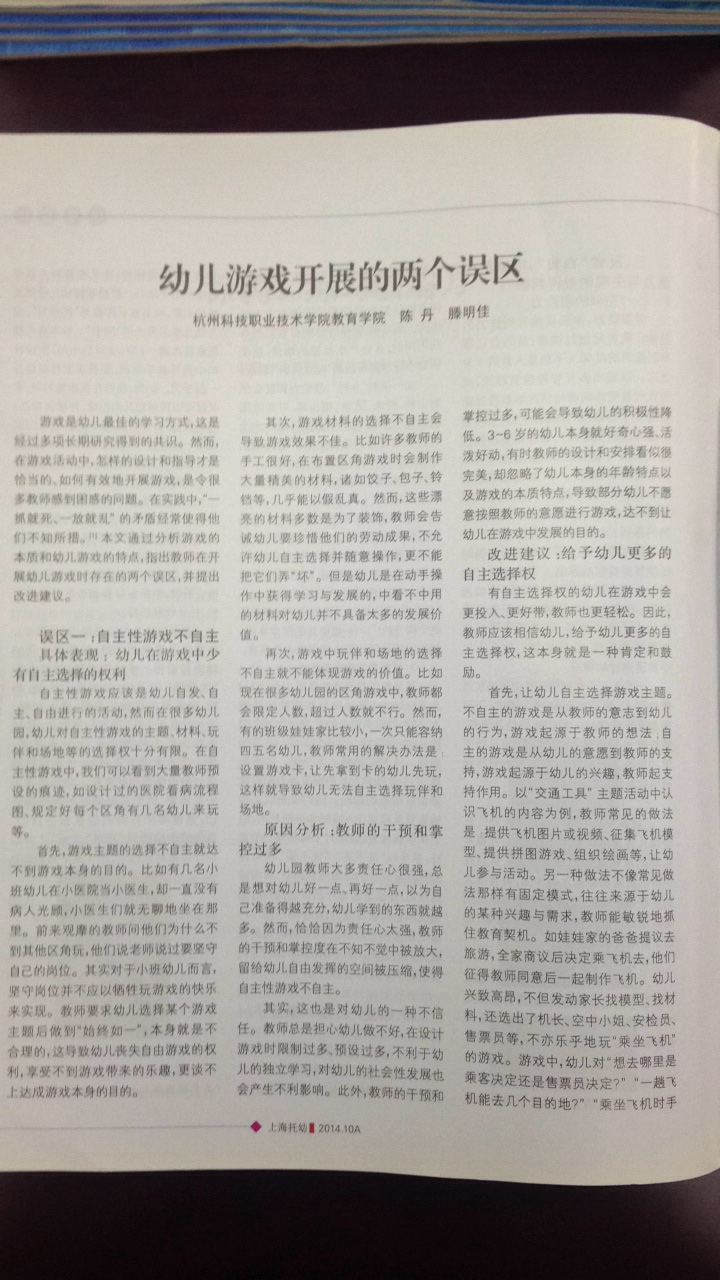 幼儿游戏开展的两个误区
杭州科技职业技术学院教育学院 陈 丹 滕明佳
游戏是幼儿最佳的学习方式,这是
经过多项长期研究得到的共识。然而,
在游戏活动中,怎样的设计和指导才是
恰当的、如何有效地开展游戏,是令很
多教师感到困惑的问题。在实践中,“一
抓就死、一放就乱”的矛盾经常使得他
们不知所措。[1]本文通过分析游戏的
本质和幼儿游戏的特点,指出教师在开
展幼儿游戏时存在的两个误区,并提出
改进建议。
误区一:自主性游戏不自主
具体表现:幼儿在游戏中少
有自主选择的权利
自主性游戏应该是幼儿自发、自
主、自由进行的活动,然而在很多幼儿
园,幼儿对自主性游戏的主题、材料、玩
伴和场地等的选择权十分有限。在自
主性游戏中,我们可以看到大量教师预
设的痕迹,如设计过的医院看病流程
图、规定好每个区角有几名幼儿来玩
等。
首先,游戏主题的选择不自主就达
不到游戏本身的目的。比如有几名小
班幼儿在小医院当小医生,却一直没有
病人光顾,小医生们就无聊地坐在那
里。前来观摩的教师问他们为什么不
到其他区角玩,他们说老师说过要坚守
自己的岗位。其实对于小班幼儿而言,
坚守岗位并不应以牺牲玩游戏的快乐
来实现。教师要求幼儿选择某个游戏
主题后做到“始终如一”,本身就是不
合理的,这导致幼儿丧失自由游戏的权
利,享受不到游戏带来的乐趣,更谈不
上达成游戏本身的目的。
其次,游戏材料的选择不自主会
导致游戏效果不佳。比如许多教师的
手工很好,在布置区角游戏时会制作
大量精美的材料,诸如饺子、包子、铃
铛等,几乎能以假乱真。然而,这些漂
亮的材料多数是为了装饰,教师会告
诫幼儿要珍惜他们的劳动成果,不允
许幼儿自主选择并随意操作,更不能
把它们弄“坏”。但是幼儿是在动手操
作中获得学习与发展的,中看不中用
的材料对幼儿并不具备太多的发展价
值。
再次,游戏中玩伴和场地的选择
不自主就不能体现游戏的价值。比如
现在很多幼儿园的区角游戏中,教师都
会限定人数,超过人数就不行。然而,
有的班级娃娃家比较小,一次只能容纳
四五名幼儿,教师常用的解决办法是:
设置游戏卡,让先拿到卡的幼儿先玩,
这样就导致幼儿无法自主选择玩伴和
场地。
原因分析:教师的干预和掌
控过多
幼儿园教师大多责任心很强,总
是想对幼儿好一点、再好一点,以为自
己准备得越充分,幼儿学到的东西就越
多。然而,恰恰因为责任心太强,教师
的干预和掌控度在不知不觉中被放大,
留给幼儿自由发挥的空间被压缩,使得
自主性游戏不自主。
其实,这也是对幼儿的一种不信
任。教师总是担心幼儿做不好,在设计
游戏时限制过多、预设过多,不利于幼
儿的独立学习,对幼儿的社会性发展也
会产生不利影响。此外,教师的干预和
掌控过多,可能会导致幼儿的积极性降
低。3~6岁的幼儿本身就好奇心强、活
泼好动,有时教师的设计和安排看似很
完美,却忽略了幼儿本身的年龄特点以
及游戏的本质特点,导致部分幼儿不愿
意按照教师的意愿进行游戏,达不到让
幼儿在游戏中发展的目的。
改进建议:给予幼儿更多的
自主选择权
有自主选择权的幼儿在游戏中会
更投入、更好带,教师也更轻松。因此,
教师应该相信幼儿,给予幼儿更多的自
主选择权,这本身就是一种肯定和鼓
励。
首先,让幼儿自主选择游戏主题。
不自主的游戏是从教师的意志到幼儿
的行为,游戏起源于教师的想法;自
主的游戏是从幼儿的意愿到教师的支
持,游戏起源于幼儿的兴趣,教师起支
持作用。以“交通工具”主题活动中认
识飞机的内容为例,教师常见的做法
是:提供飞机图片或视频、征集飞机模
型、提供拼图游戏、组织绘画等,让幼
儿参与活动。另一种做法不像常见做
法那样有固定模式,往往来源于幼儿
的某种兴趣与需求,教师能敏锐地抓
住教育契机。如娃娃家的爸爸提议去
旅游,全家商议后决定乘飞机去,他们
征得教师同意后一起制作飞机。幼儿
兴致高昂,不但发动家长找模型、找材
料,还选出了机长、空中小姐、安检员、
售票员等,不亦乐乎地玩“乘坐飞机”
的游戏。游戏中,幼儿对“想去哪里是
乘客决定还是售票员决定?”“一趟飞
机能去几个目的地?”“乘坐飞机时手
上海托幼 2014.10A